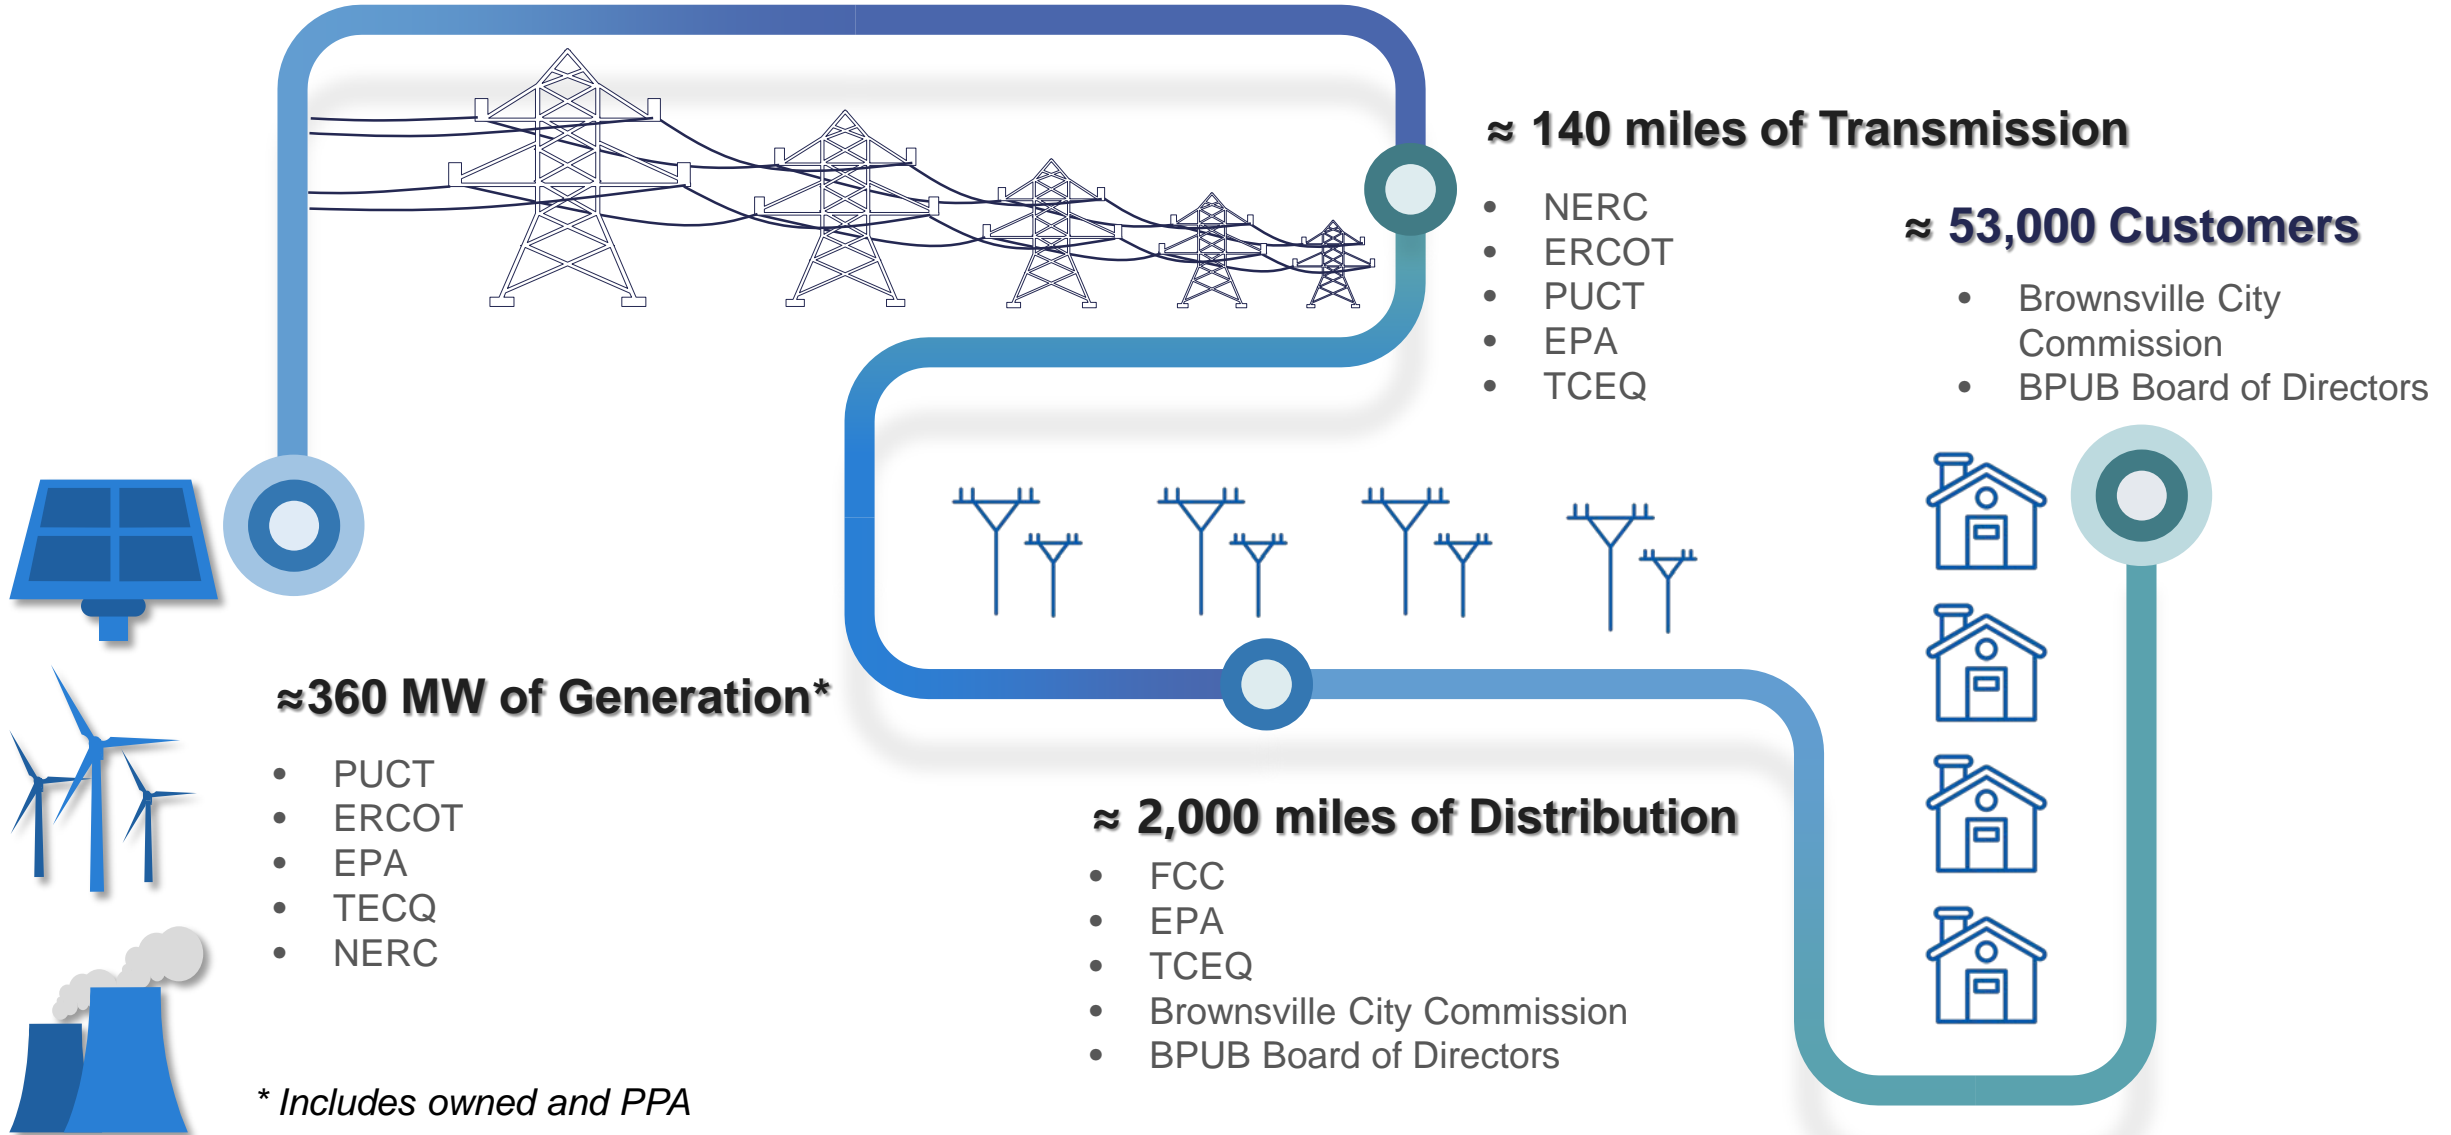 ≈ 140 miles of Transmission
• NERC
• ERCOT
• PUCT
• EPA
• TCEQ
≈ 53,000 Customers
• Brownsville City
Commission
• BPUB Board of Directors
≈360 MW of Generation*
• PUCT
• ERCOT
• EPA
• TECQ
• NERC
≈ 2,000 miles of Distribution
• FCC
• EPA
• TCEQ
• Brownsville City Commission
• BPUB Board of Directors
* Includes owned and PPA